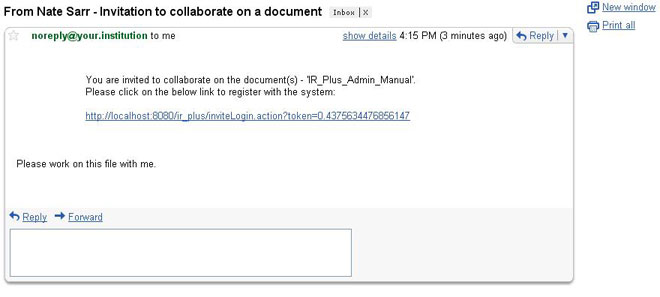 From Nate Sarr - Invitation to collaborate on a document Inbox | X
New window
Print all
noreply@your.institution to me show details 4:15 PM (3 minutes ago) Reply
You are invited to collaborate on the document(s) - 'IR_Plus_Admin_Manual'.
Please click on the below link to register with the system:
http://localhost:8080/ir_plus/inviteLogin.action?token=0.4375634476856147
Please work on this file with me.
Reply Forward